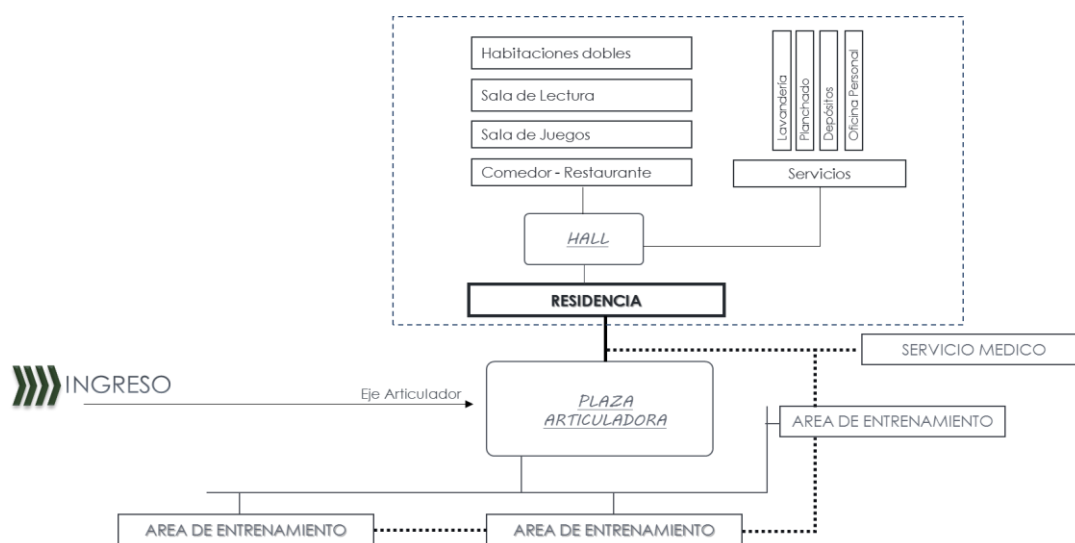 Habitaciones dobles
Sala de Lectura
Sala de Juegos
Comedor - Restaurante
Lavandería
Planchado
Depósitos
Oficina Personal
Servicios
HALL
RESIDENCIA
SERVICIO MEDICO
INGRESO
Eje Articulador
PLAZA
ARTICULADORA
AREA DE ENTRENAMIENTO
AREA DE ENTRENAMIENTO
AREA DE ENTRENAMIENTO